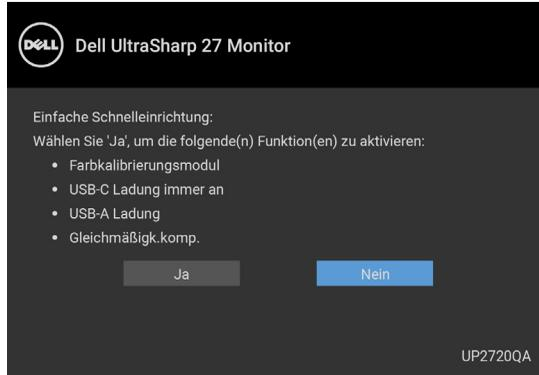 DELL
Dell UltraSharp 27 Monitor
Einfache Schnelleinrichtung:
Wählen Sie 'Ja', um die folgende(n) Funktion(en) zu aktivieren:
• Farbkalibrierungsmodul
• USB-C Ladung immer an
• USB-A Ladung
• Gleichmäßigk.komp.
Ja
Nein
UP2720QA